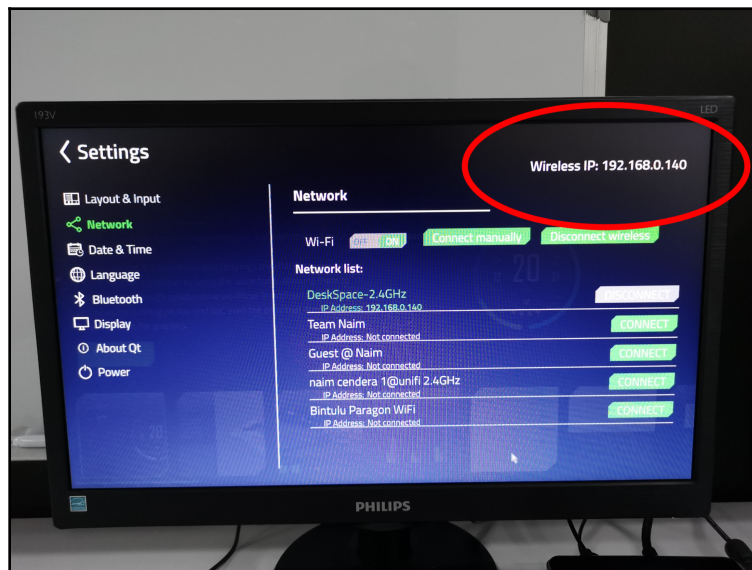 193V
LED
Settings
Wireless IP: 192.168.0.140
Layout & Input
Network
Date & Time
Language
Bluetooth
Display
About Qt
Power
Network
Wi-Fi OFF ON Connect manually Disconnect wireless
Network list:
DeskSpace-2.4GHz DISCONNECT
IP Address: 192.168.0.140
Team Naim CONNECT
IP Address: Not connected
Guest @ Naim CONNECT
IP Address: Not connected
naim cendera 1@unifi 2.4GHz CONNECT
IP Address: Not connected
Bintulu Paragon WiFi CONNECT
IP Address: Not connected
PHILIPS